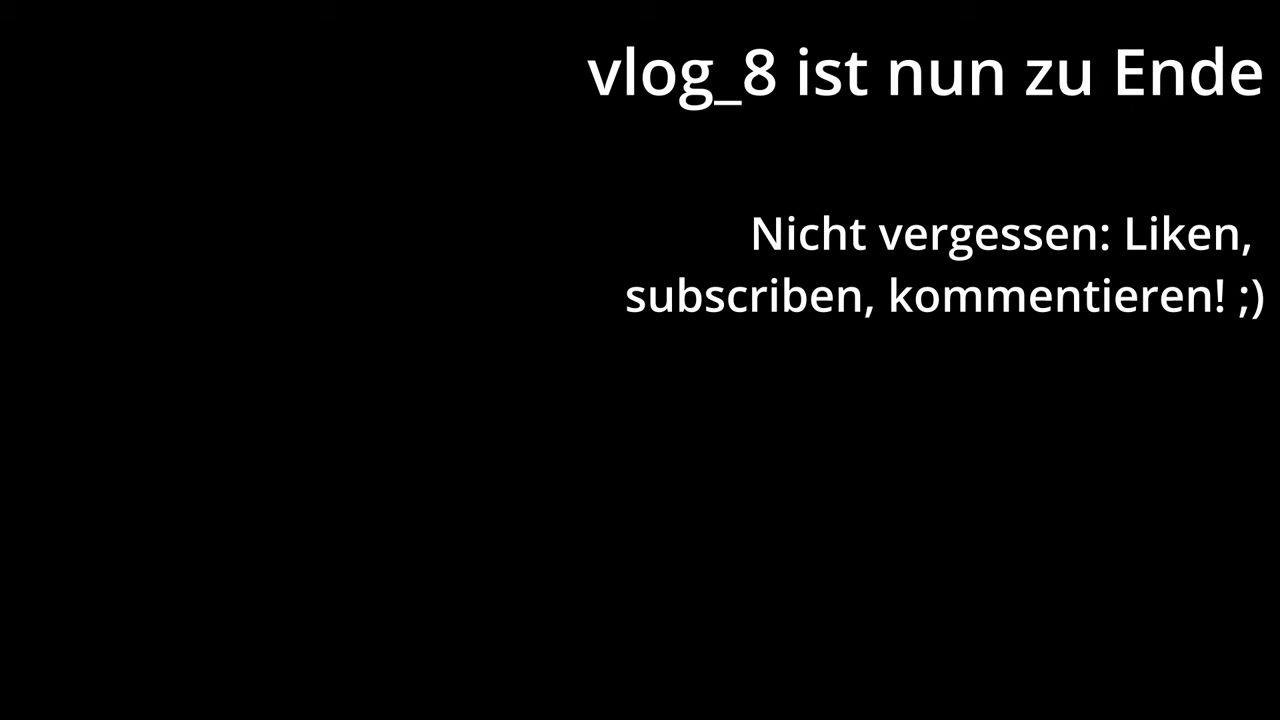 vlog_8 ist nun zu Ende
Nicht vergessen: Liken,
subscriben, kommentieren! ;)